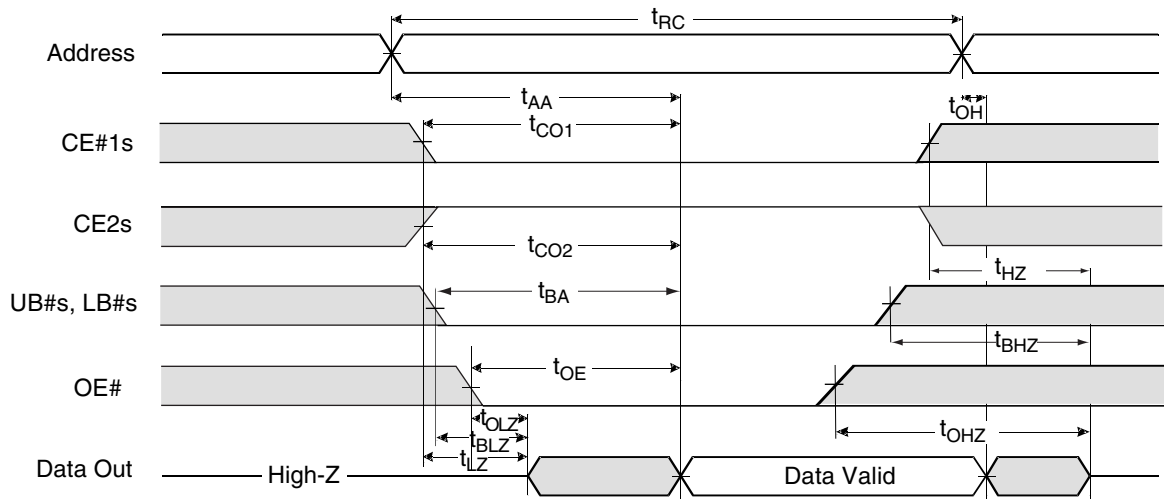 tRC
Address
tAA
tOH
CE#1s
tCO1
CE2s
tCO2
tHZ
UB#s, LB#s
tBA
tBHZ
OE#
tOE
tOLZ
tBLZ
tOHZ
tLZ
Data Out
High-Z
Data Valid